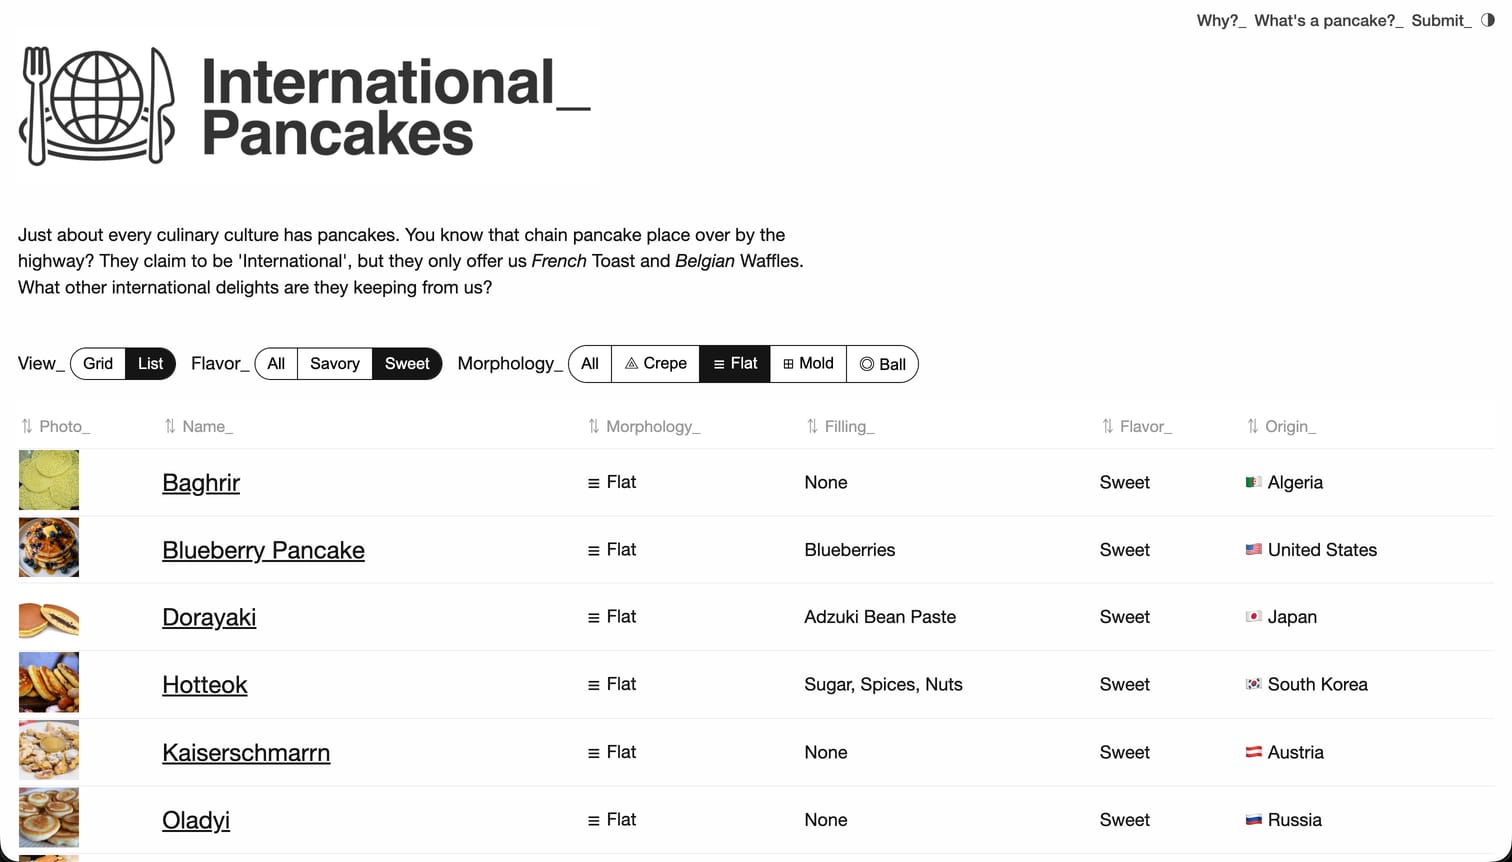 Why?_ What's a pancake?_ Submit_
International_
Pancakes
Just about every culinary culture has pancakes. You know that chain pancake place over by the
highway? They claim to be 'International', but they only offer us French Toast and Belgian Waffles.
What other international delights are they keeping from us?
View_ Grid List Flavor_ All Savory Sweet Morphology_ All Crepe Flat Mold Ball
Photo_ Name_ Morphology_ Filling_ Flavor_ Origin_
Baghrir Flat None Sweet Algeria
Blueberry Pancake Flat Blueberries Sweet United States
Dorayaki Flat Adzuki Bean Paste Sweet Japan
Hotteok Flat Sugar, Spices, Nuts Sweet South Korea
Kaiserschmarrn Flat None Sweet Austria
Oladyi Flat None Sweet Russia